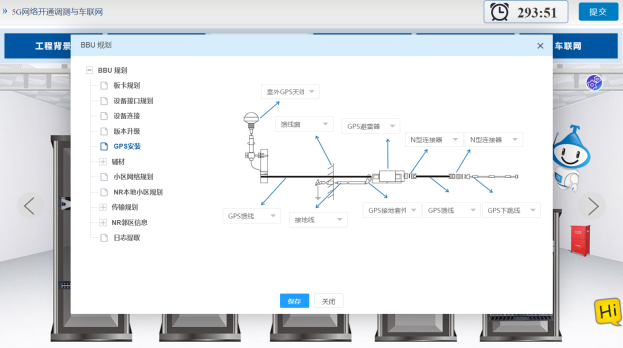 » 5G网络开通调测与车联网
293:51
提交
工程背景
车联网
BBU 规划
×
BBU 规划
板卡规划
设备接口规划
设备连接
版本升级
GPS安装
辅材
小区网络规划
NR本地小区规划
传输规划
NR邻区信息
日志提取
室外GPS天线
馈线窗
GPS避雷器
N型连接器
N型连接器
GPS馈线
接地线
GPS接地套件
GPS馈线
GPS下跳线
保存
关闭
Hi